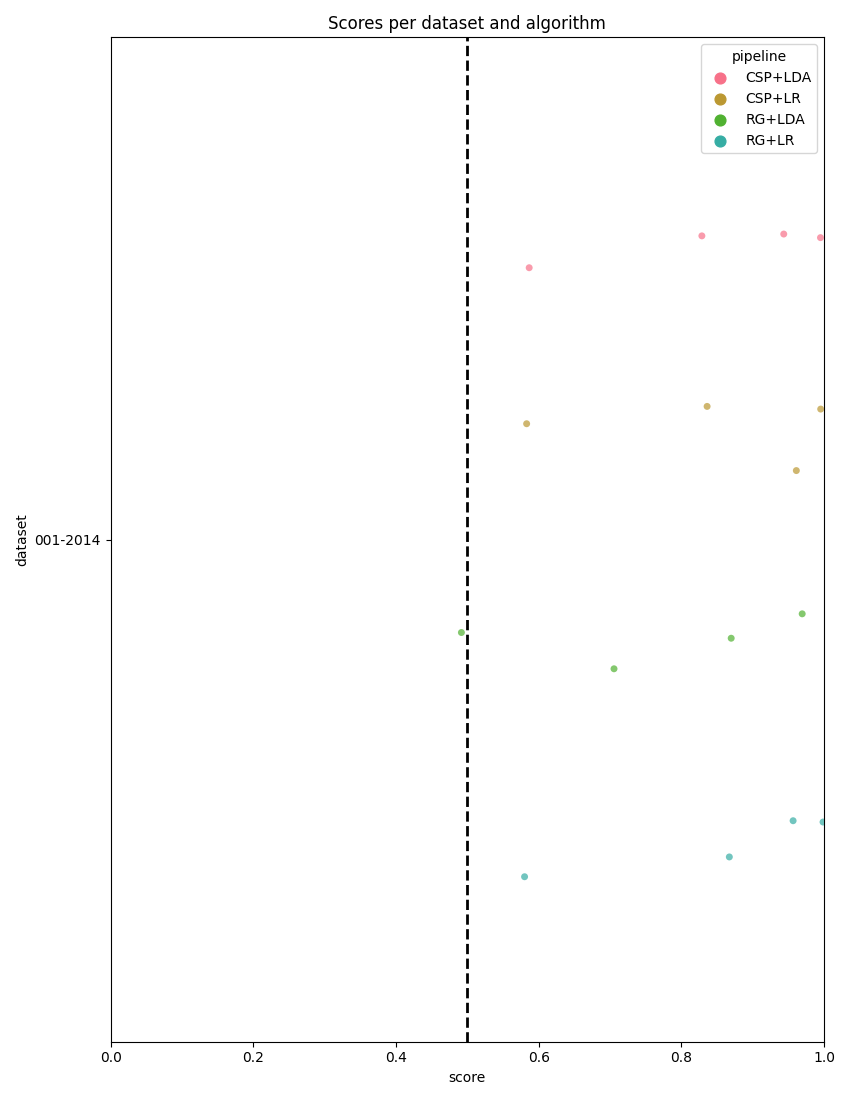 Scores per dataset and algorithm
pipeline
CSP+LDA
CSP+LR
RG+LDA
RG+LR
dataset
001-2014
0.0
0.2
0.4
0.6
0.8
1.0
score